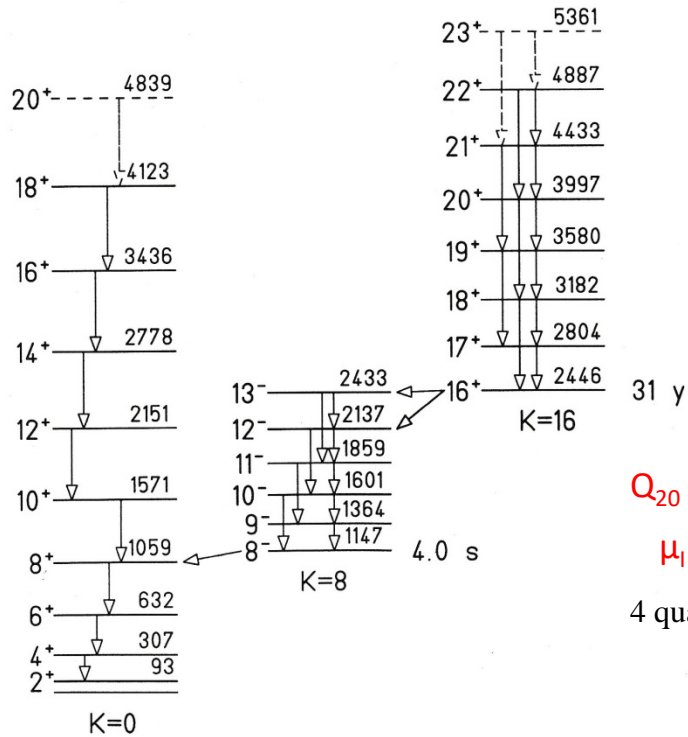 20⁺ 4839
18⁺ 4123
16⁺ 3436
14⁺ 2778
12⁺ 2151
10⁺ 1571
8⁺ 1059
6⁺ 632
4⁺ 307
2⁺ 93
K=0
13⁻ 2433
12⁻ 2137
11⁻ 1859
10⁻ 1601
9⁻ 1364
8⁻ 1147 4.0 s
K=8
23⁺ 5361
22⁺ 4887
21⁺ 4433
20⁺ 3997
19⁺ 3580
18⁺ 3182
17⁺ 2804
16⁺ 2446 31 y
K=16
Q₂₀
μ_I
4 qua